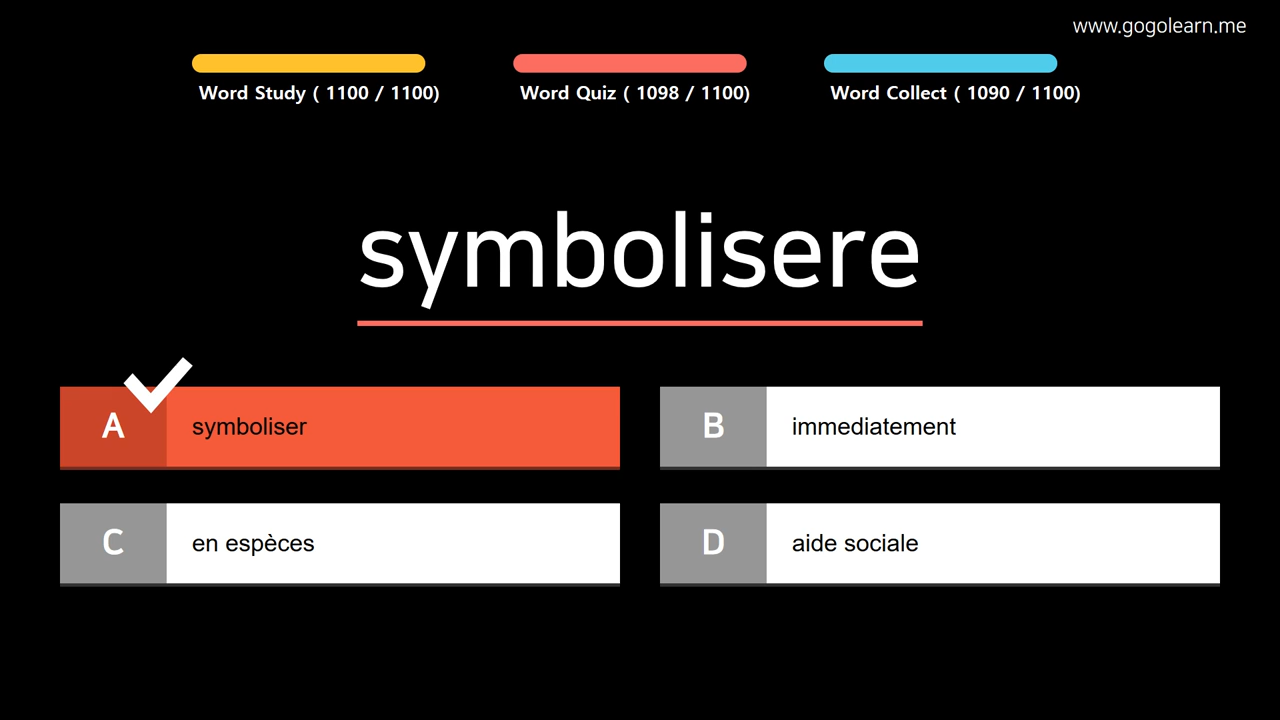 www.gogolearn.me
Word Study ( 1100 / 1100)
Word Quiz ( 1098 / 1100)
Word Collect ( 1090 / 1100)
symbolisere
A symboliser
B immediatement
C en espèces
D aide sociale